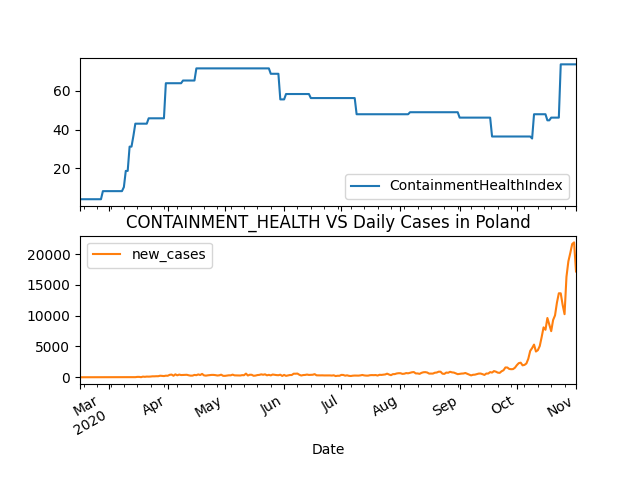 60
40
20
ContainmentHealthIndex
CONTAINMENT_HEALTH VS Daily Cases in Poland
20000
15000
10000
5000
0
new_cases
Mar
2020
Apr
May
Jun
Jul
Aug
Sep
Oct
Nov
Date